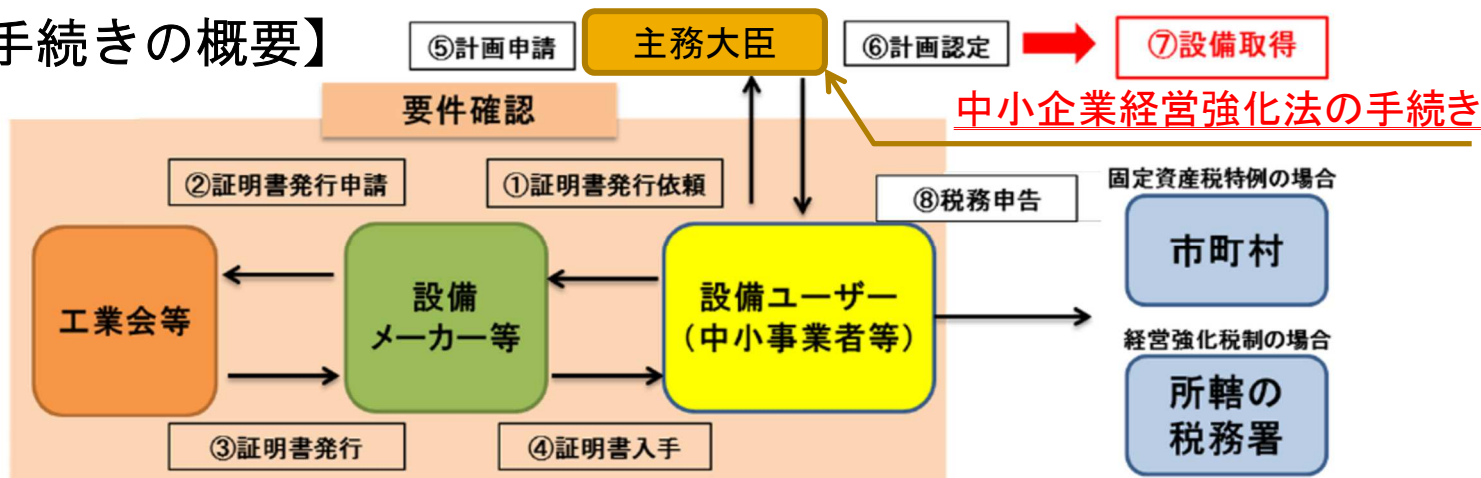 手続きの概要】
⑤計画申請
主務大臣
⑥計画認定
⑦設備取得
要件確認
中小企業経営強化法の手続き
②証明書発行申請
①証明書発行依頼
⑧税務申告
固定資産税特例の場合
市町村
工業会等
設備
メーカー等
設備ユーザー
（中小事業者等）
経営強化税制の場合
所轄の
税務署
③証明書発行
④証明書入手